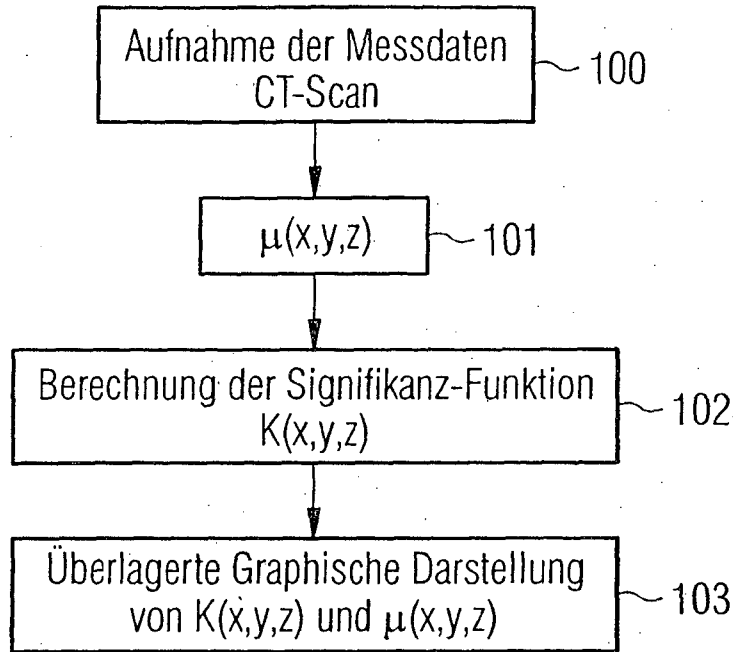 Aufnahme der Messdaten
CT-Scan
100
μ(x,y,z)
101
Berechnung der Signifikanz-Funktion
K(x,y,z)
102
Überlagerte Graphische Darstellung
von K(x,y,z) und μ(x,y,z)
103